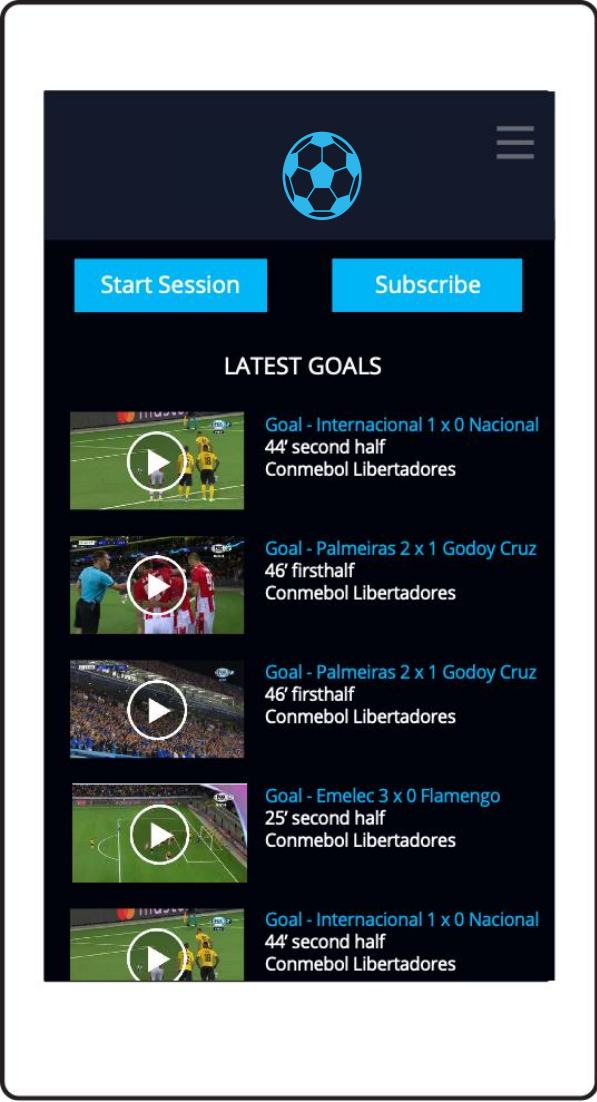 Start Session
Subscribe
LATEST GOALS
Goal - Internacional 1 x 0 Nacional
44’ second half
Conmebol Libertadores
Goal - Palmeiras 2 x 1 Godoy Cruz
46’ firsthalf
Conmebol Libertadores
Goal - Palmeiras 2 x 1 Godoy Cruz
46’ firsthalf
Conmebol Libertadores
Goal - Emelec 3 x 0 Flamengo
25’ second half
Conmebol Libertadores
Goal - Internacional 1 x 0 Nacional
44’ second half
Conmebol Libertadores